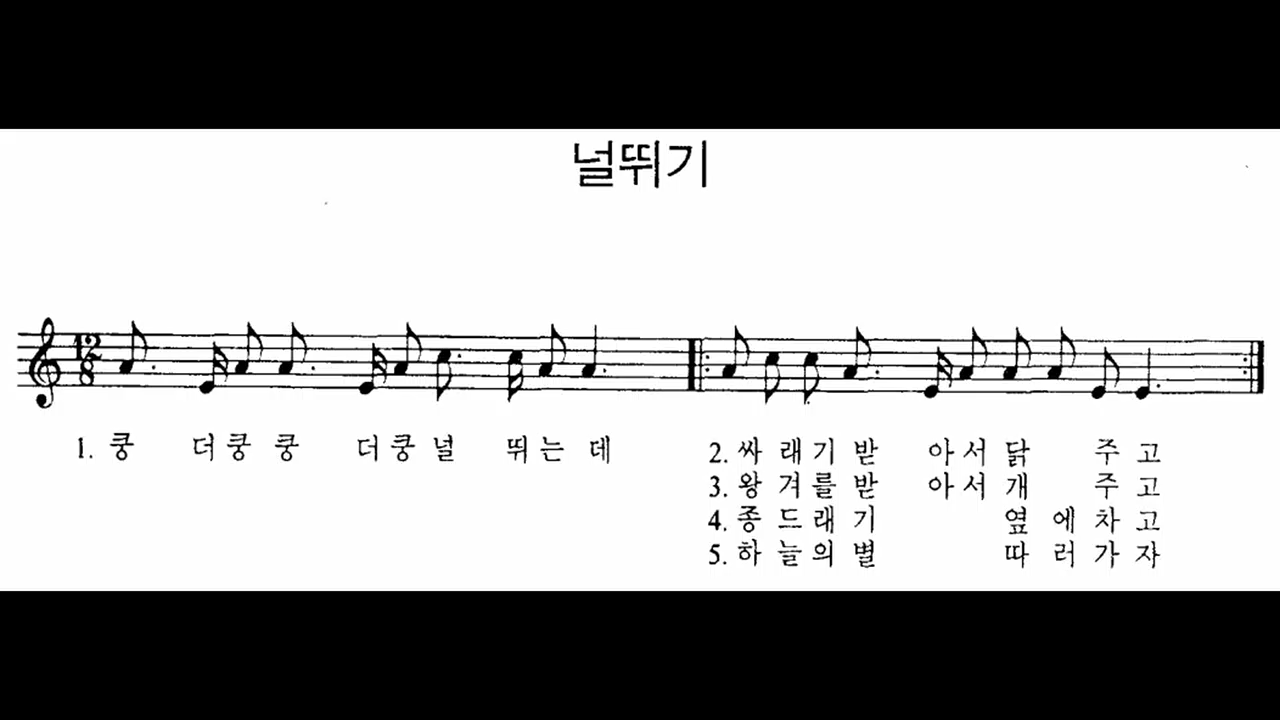 널뛰기
12
8
1. 쿵 더쿵 쿵 더쿵 널 뛰는 데
2. 싸 래기 받 아서 닭 주 고
3. 왕 겨를 받 아서 개 주 고
4. 종 드래 기 옆 에 차 고
5. 하 늘의 별 따 러 가 자